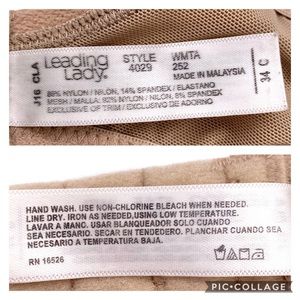 J16 CLA
Leading Lady®
STYLE 4029
WMTA 252
MADE IN MALAYSIA
86% NYLON / NILÓN, 14% SPANDEX / ELASTANO
MESH / MALLA: 92% NYLON / NILÓN, 8% SPANDEX
EXCLUSIVE OF TRIM / EXCLUSIVO DE ADORNO
34 C
HAND WASH. USE NON-CHLORINE BLEACH WHEN NEEDED.
LINE DRY. IRON AS NEEDED, USING LOW TEMPERATURE.
LAVAR A MANO. USAR BLANQUEADOR SOLO CUANDO
SEA NECESARIO. SECAR EN TENDEDERO. PLANCHAR CUANDO SEA
NECESARIO A TEMPERATURA BAJA.
RN 16526
PIC•COLLAGE